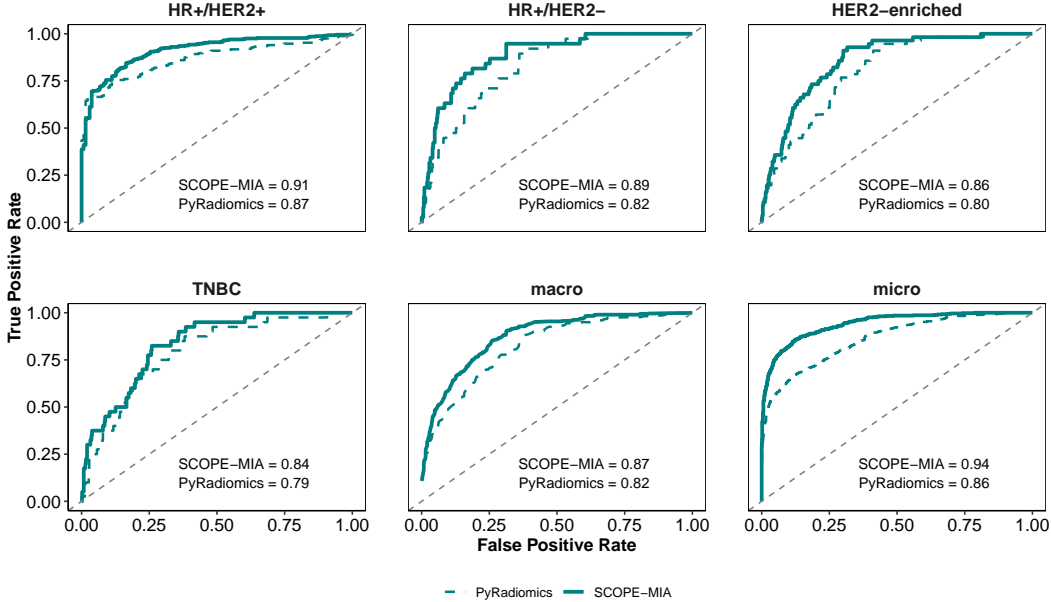 HR+/HER2+
HR+/HER2−
HER2−enriched
1.00
0.75
0.50
0.25
0.00
SCOPE−MIA = 0.91
PyRadiomics = 0.87
SCOPE−MIA = 0.89
PyRadiomics = 0.82
SCOPE−MIA = 0.86
PyRadiomics = 0.80
True Positive Rate
TNBC
macro
micro
1.00
0.75
0.50
0.25
0.00
SCOPE−MIA = 0.84
PyRadiomics = 0.79
SCOPE−MIA = 0.87
PyRadiomics = 0.82
SCOPE−MIA = 0.94
PyRadiomics = 0.86
0.00 0.25 0.50 0.75 1.00
0.00 0.25 0.50 0.75 1.00
0.00 0.25 0.50 0.75 1.00
False Positive Rate
PyRadiomics SCOPE−MIA